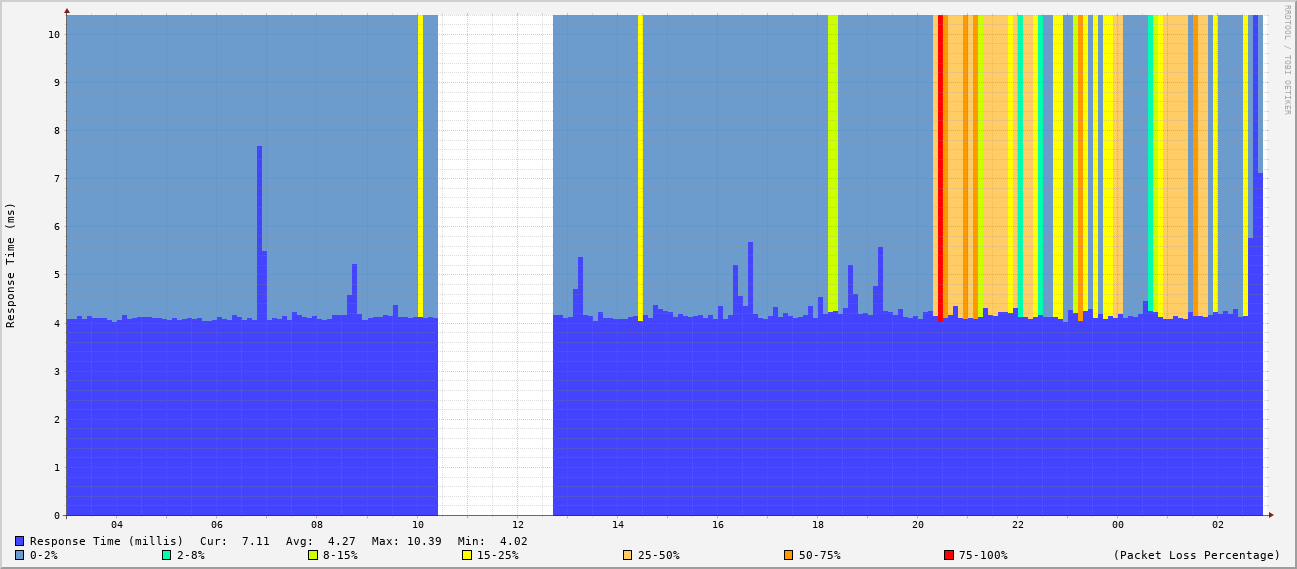 RRDTOOL / TOBI OETIKER
Response Time (ms)
10
9
8
7
6
5
4
3
2
1
0
04 06 08 10 12 14 16 18 20 22 00 02
Response Time (millis) Cur: 7.11 Avg: 4.27 Max: 10.39 Min: 4.02
0-2% 2-8% 8-15% 15-25% 25-50% 50-75% 75-100% (Packet Loss Percentage)